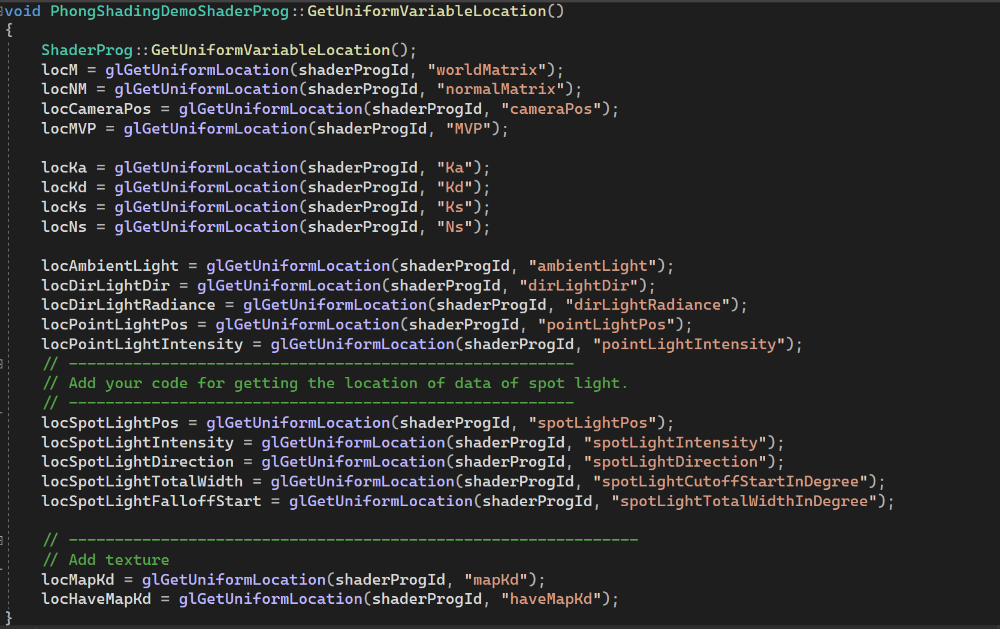 void PhongShadingDemoShaderProg::GetUniformVariableLocation()
{
    ShaderProg::GetUniformVariableLocation();
    locM = glGetUniformLocation(shaderProgId, "worldMatrix");
    locNM = glGetUniformLocation(shaderProgId, "normalMatrix");
    locCameraPos = glGetUniformLocation(shaderProgId, "cameraPos");
    locMVP = glGetUniformLocation(shaderProgId, "MVP");

    locKa = glGetUniformLocation(shaderProgId, "Ka");
    locKd = glGetUniformLocation(shaderProgId, "Kd");
    locKs = glGetUniformLocation(shaderProgId, "Ks");
    locNs = glGetUniformLocation(shaderProgId, "Ns");

    locAmbientLight = glGetUniformLocation(shaderProgId, "ambientLight");
    locDirLightDir = glGetUniformLocation(shaderProgId, "dirLightDir");
    locDirLightRadiance = glGetUniformLocation(shaderProgId, "dirLightRadiance");
    locPointLightPos = glGetUniformLocation(shaderProgId, "pointLightPos");
    locPointLightIntensity = glGetUniformLocation(shaderProgId, "pointLightIntensity");
    // -------------------------------------------------------
    // Add your code for getting the location of data of spot light.
    // -------------------------------------------------------
    locSpotLightPos = glGetUniformLocation(shaderProgId, "spotLightPos");
    locSpotLightIntensity = glGetUniformLocation(shaderProgId, "spotLightIntensity");
    locSpotLightDirection = glGetUniformLocation(shaderProgId, "spotLightDirection");
    locSpotLightTotalWidth = glGetUniformLocation(shaderProgId, "spotLightCutoffStartInDegree");
    locSpotLightFalloffStart = glGetUniformLocation(shaderProgId, "spotLightTotalWidthInDegree");

    // --------------------------------------------------------------
    // Add texture
    locMapKd = glGetUniformLocation(shaderProgId, "mapKd");
    locHaveMapKd = glGetUniformLocation(shaderProgId, "haveMapKd");
}